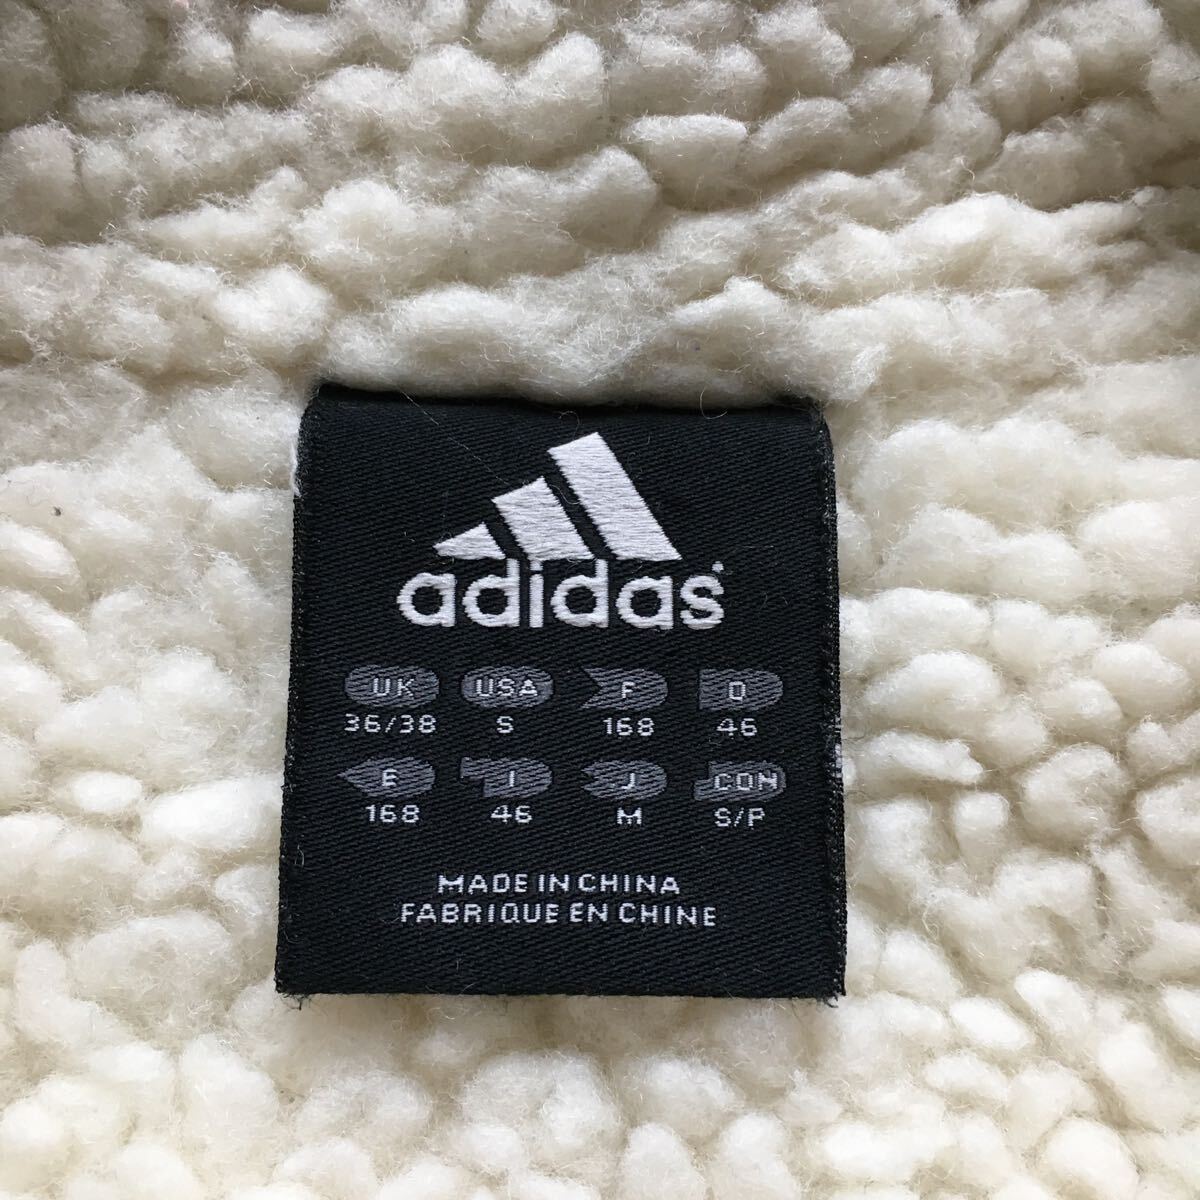 adidas
UK USA F D
36/38 S 168 46
E I J CON
168 46 M S/P
MADE IN CHINA
FABRIQUE EN CHINE